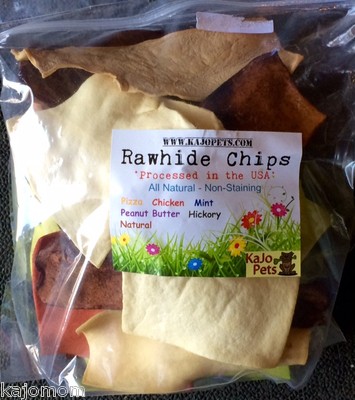 WWW.KAJOPETS.COM
Rawhide Chips
"Processed in the USA"
All Natural - Non-Staining
Pizza Chicken Mint
Peanut Butter Hickory
Natural
KaJo
Pets
kajomom